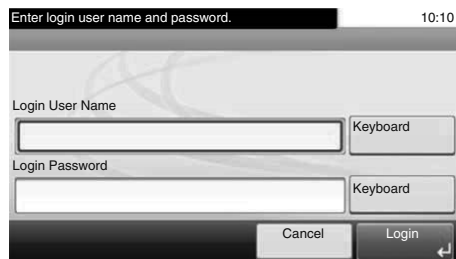 Enter login user name and password. 10:10
Login User Name
Keyboard
Login Password
Keyboard
Cancel Login